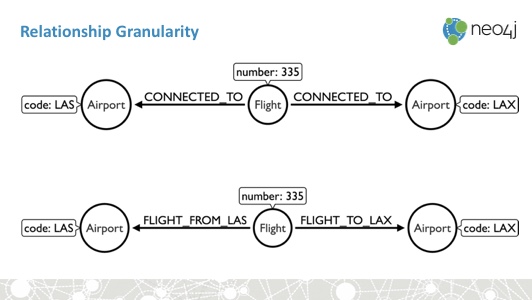 Relationship Granularity
neo4j
number: 335
code: LAS
Airport
CONNECTED_TO
Flight
CONNECTED_TO
Airport
code: LAX
number: 335
code: LAS
Airport
FLIGHT_FROM_LAS
Flight
FLIGHT_TO_LAX
Airport
code: LAX